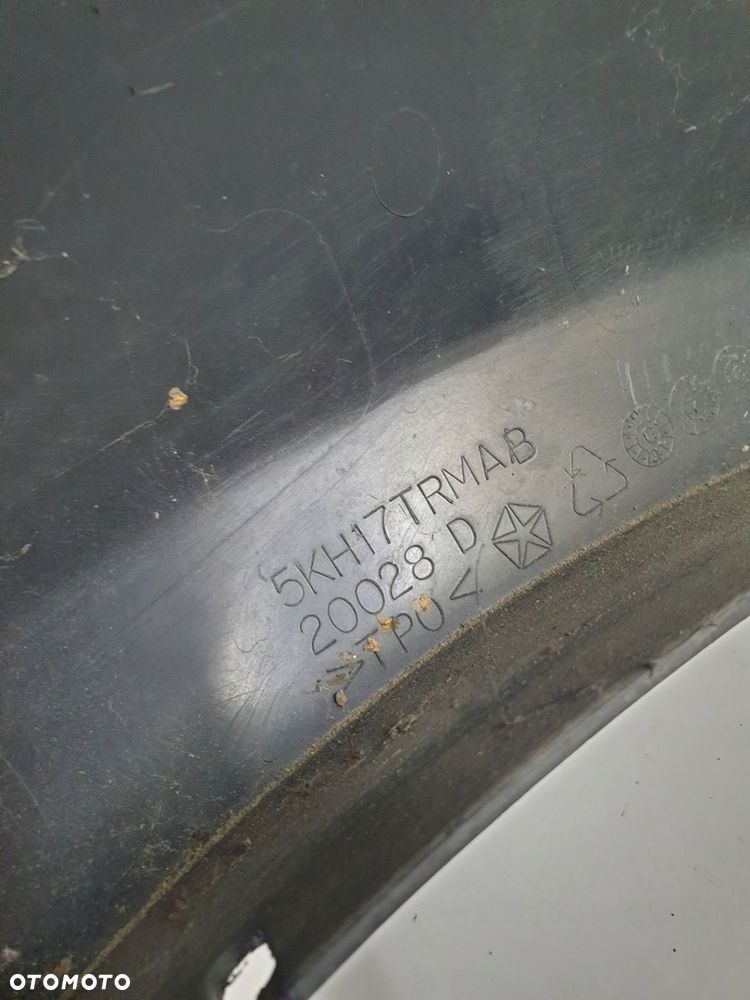 5KH17TRMAB
20028 D
>TPO<
OTOMOTO